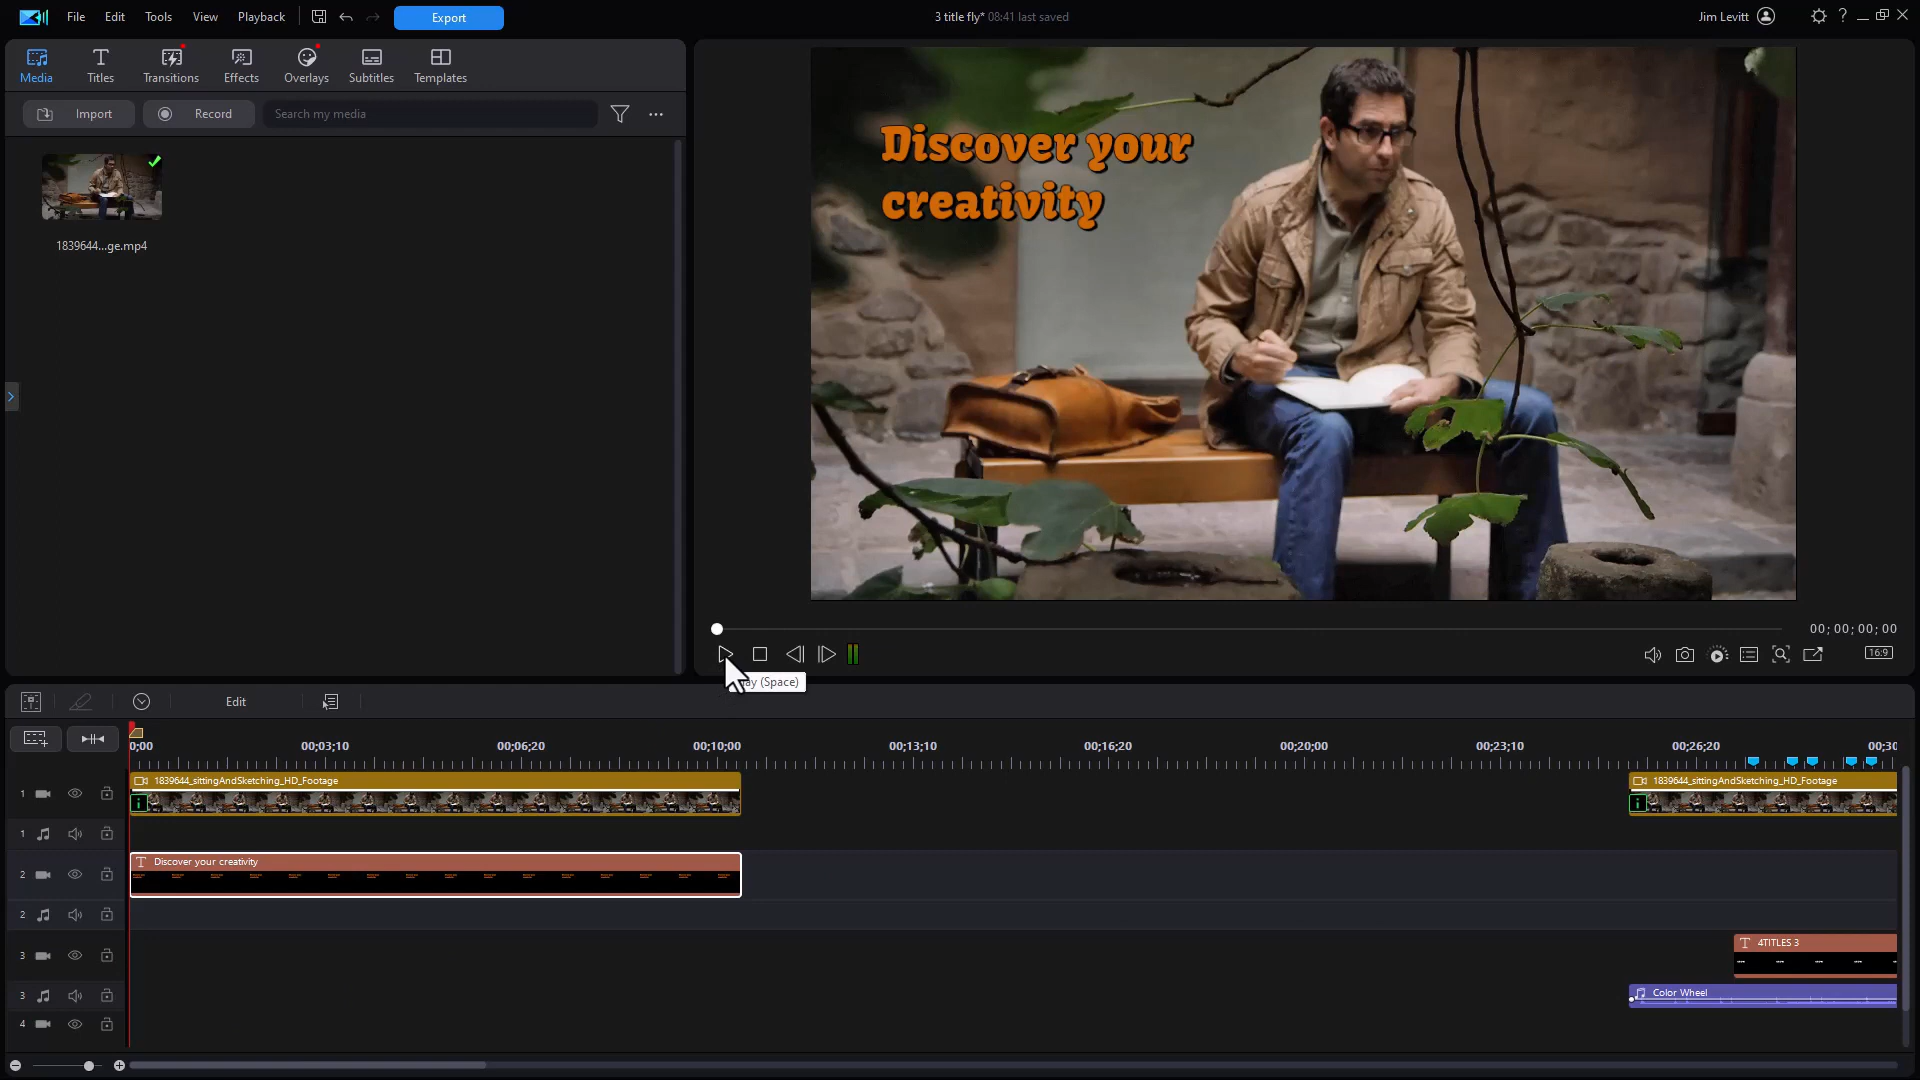 File Edit Tools View Playback Export 3 title fly* 08:41 last saved Jim Levitt ?
Media Titles Transitions Effects Overlays Subtitles Templates
Import Record Search my media
1839644...ge.mp4
Discover your
creativity
00;00;00;00
16:9
(Space)
Edit
0;00 00;03;10 00;06;20 00;10;00 00;13;10 00;16;20 00;20;00 00;23;10 00;26;20 00;30
1 1839644_sittingAndSketching_HD_Footage 1839644_sittingAndSketching_HD_Footage
1
2 Discover your creativity
2
3 4TITLES 3
3 Color Wheel
4